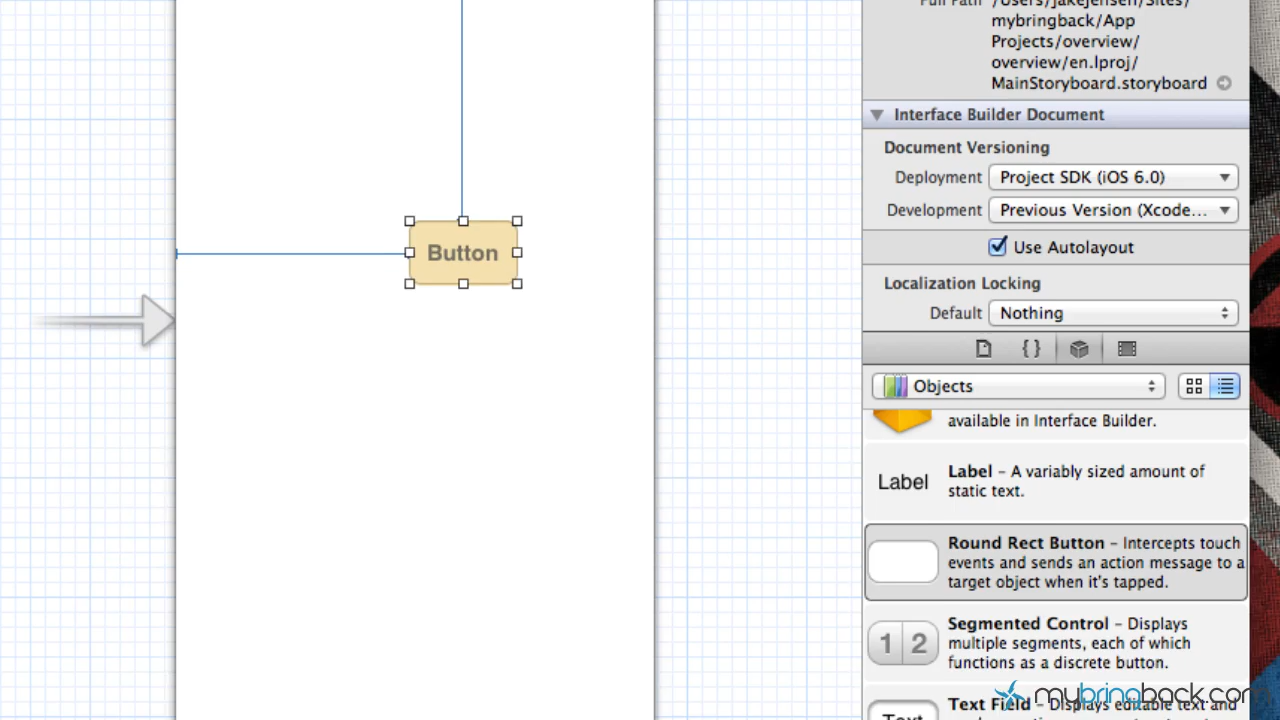 Full Path /Users/jakejensen/Sites/
mybringback/App
Projects/overview/
overview/en.lproj/
MainStoryboard.storyboard
Interface Builder Document
Document Versioning
Deployment Project SDK (iOS 6.0)
Development Previous Version (Xcode...
Use Autolayout
Localization Locking
Default Nothing
{}
Objects
Button
available in Interface Builder.
Label
Label – A variably sized amount of
static text.
Round Rect Button – Intercepts touch
events and sends an action message to a
target object when it's tapped.
1 2
Segmented Control – Displays
multiple segments, each of which
functions as a discrete button.
Text
Text Field – Displays editable text and
mybringback.com